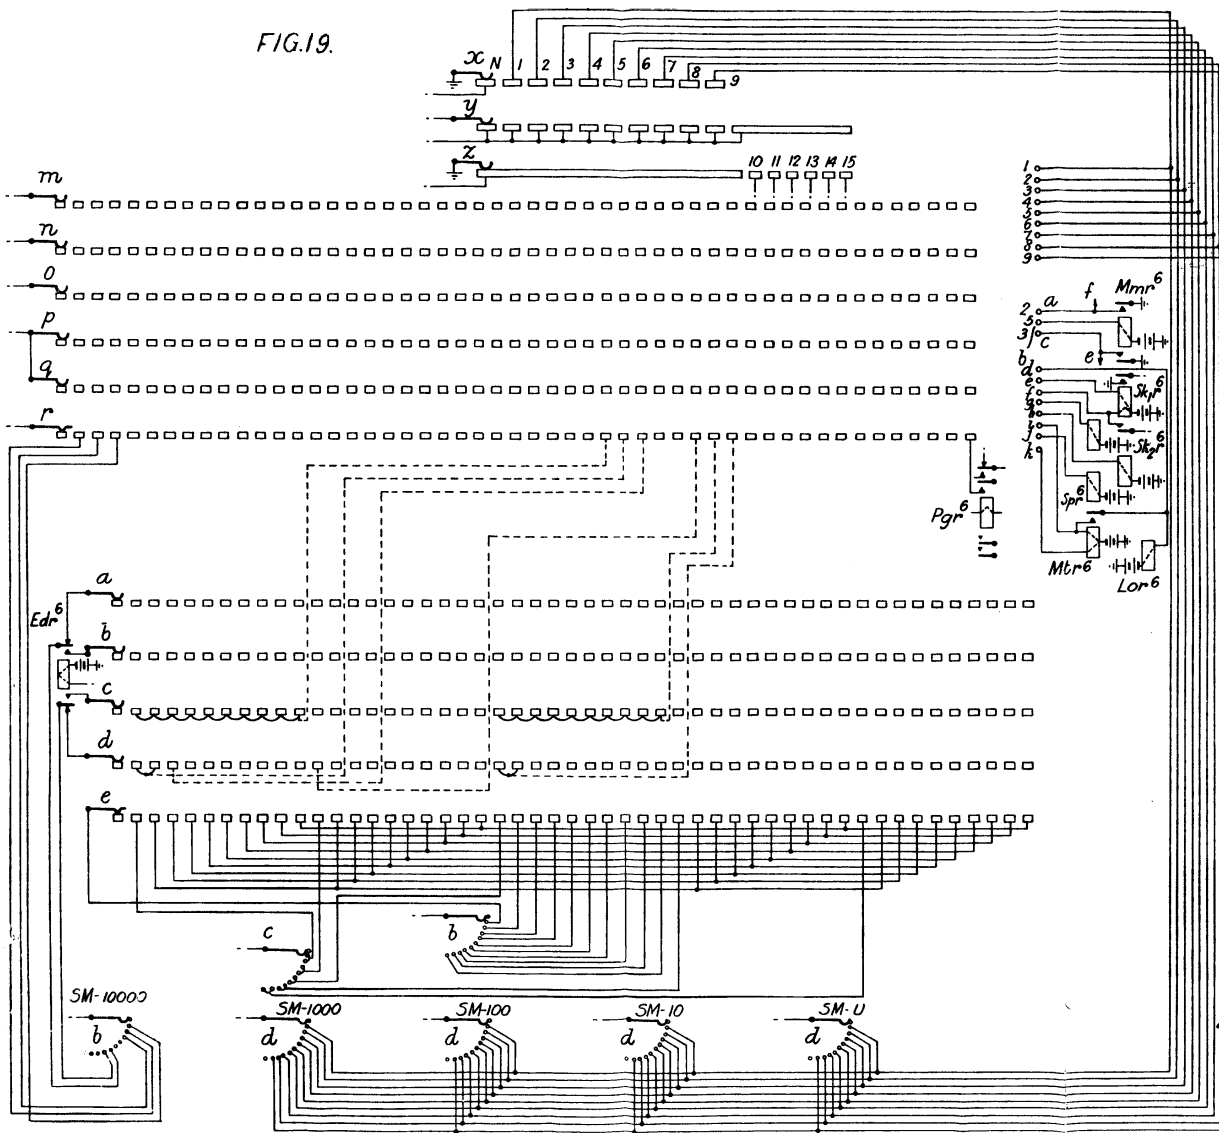 FIG.19.
x N 1 2 3 4 5 6 7 8 9
y
z
10 11 12 13 14 15
m
n
o
p
q
r
1
2
3
4
5
6
7
8
9
2 a f Mmr6
5
3 c
b e
d
e Sk1r6
f
g
h
i Sk2r6
j
k
Spr6
Pgr6
Mtr6
Lor6
a
Edr6
b
c
d
e
b
c
SM-10000
SM-1000
SM-100
SM-10
SM-U
b
d
d
d
d